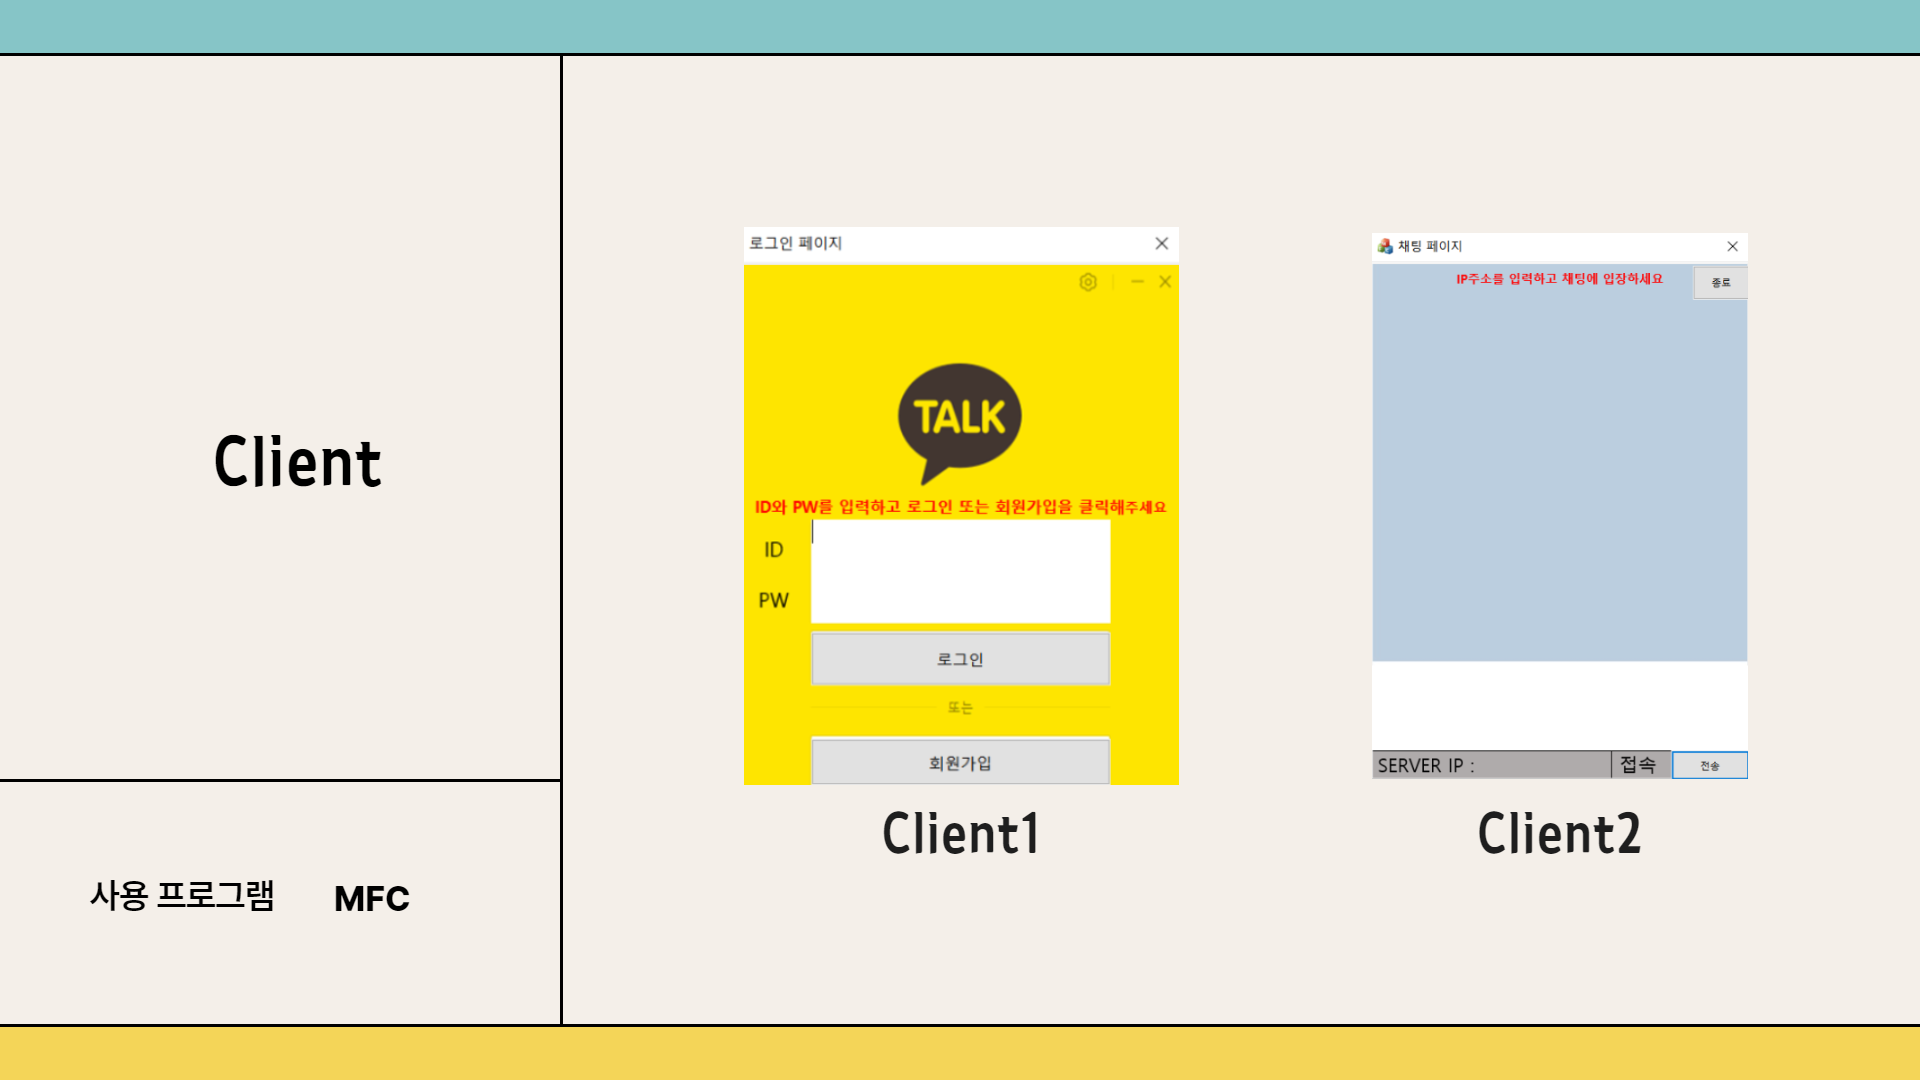 Client
사용 프로그램 MFC
로그인 페이지
TALK
ID와 PW를 입력하고 로그인 또는 회원가입을 클릭해주세요
ID
PW
로그인
또는
회원가입
Client1
채팅 페이지
IP주소를 입력하고 채팅에 입장하세요
종료
SERVER IP : 접속 전송
Client2